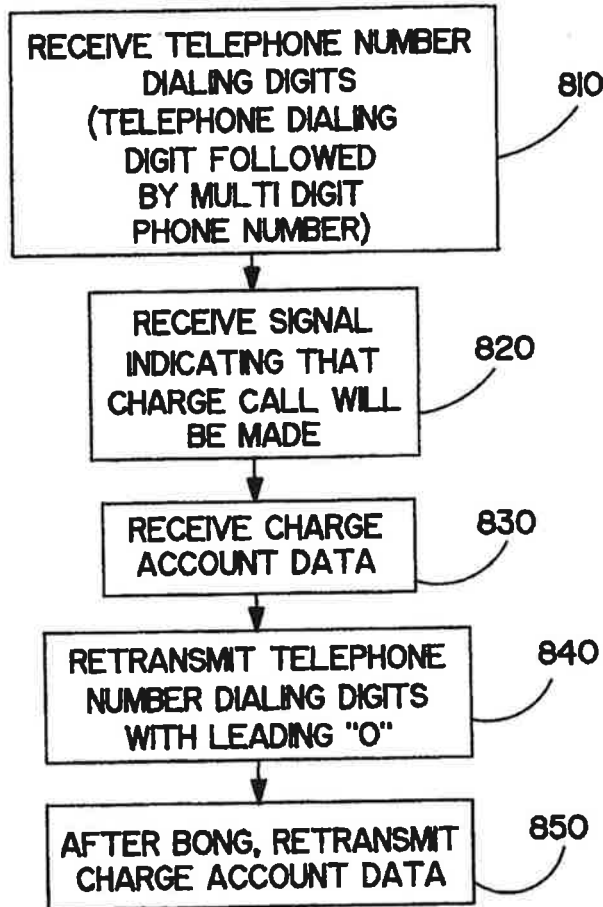 RECEIVE TELEPHONE NUMBER
DIALING DIGITS
(TELEPHONE DIALING
DIGIT FOLLOWED
BY MULTI DIGIT
PHONE NUMBER)
810
RECEIVE SIGNAL
INDICATING THAT
CHARGE CALL WILL
BE MADE
820
RECEIVE CHARGE
ACCOUNT DATA
830
RETRANSMIT TELEPHONE
NUMBER DIALING DIGITS
WITH LEADING "0"
840
AFTER BONG, RETRANSMIT
CHARGE ACCOUNT DATA
850